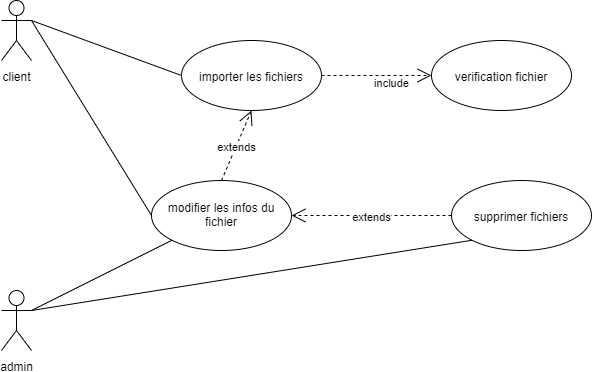 client
importer les fichiers
include
verification fichier
extends
modifier les infos du
fichier
extends
supprimer fichiers
admin